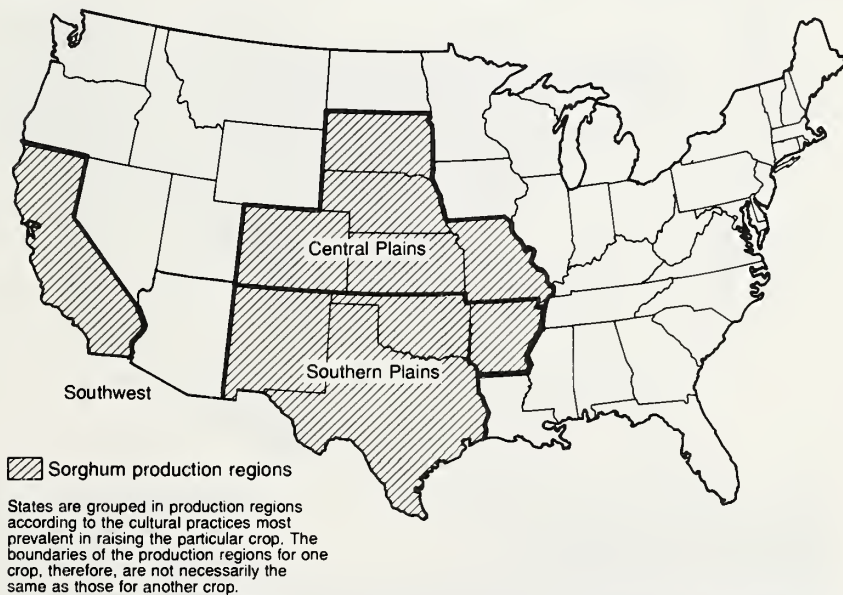 Central Plains
Southern Plains
Southwest
Sorghum production regions
States are grouped in production regions
according to the cultural practices most
prevalent in raising the particular crop. The
boundaries of the production regions for one
crop, therefore, are not necessarily the
same as those for another crop.